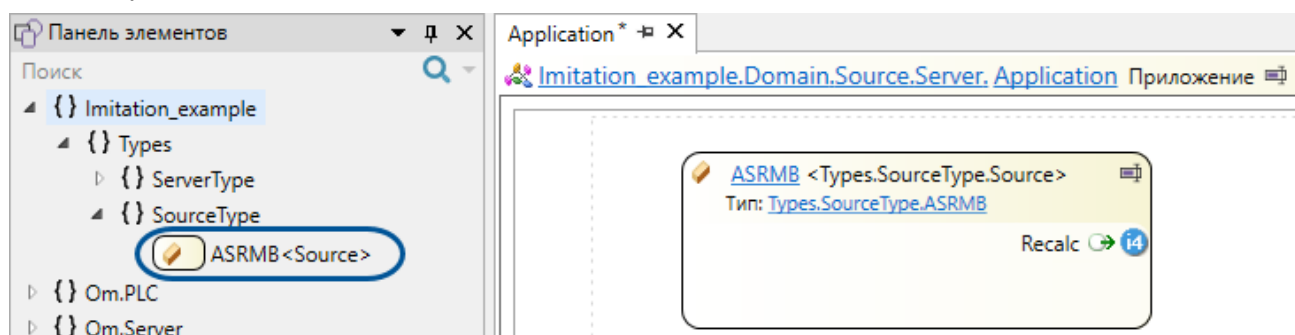 Панель элементов
Поиск
{ } Imitation_example
{ } Types
{ } ServerType
{ } SourceType
ASRMB<Source>
{ } Om.PLC
{ } Om.Server
Application*
Imitation_example.Domain.Source.Server. Application Приложение
ASRMB <Types.SourceType.Source>
Тип: Types.SourceType.ASRMB
Recalc i4